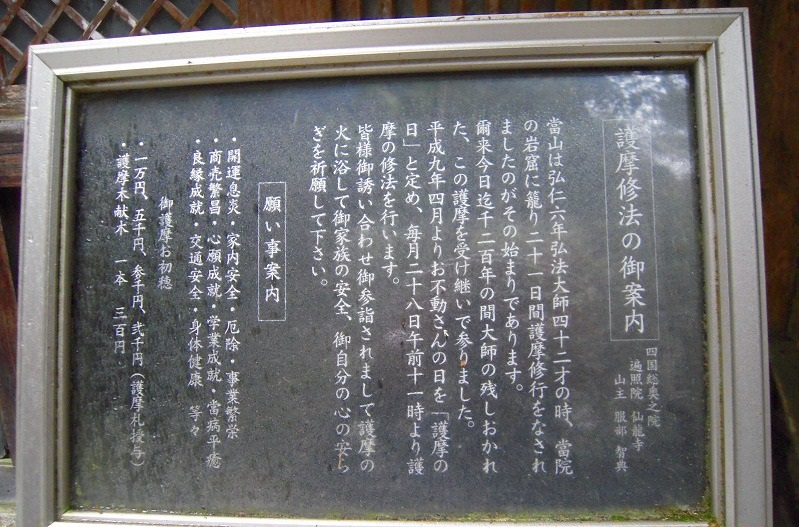 護摩修法の御案内
四国総奥之院
遍照院 仙龍寺
山主 服部 智典
當山は弘仁六年弘法大師四十二才の時、當院
の岩窟に籠り二十一日間護摩修行をなされ
ましたのがその始まりであります。
爾来今日迄千二百年の間大師の残しおかれ
た、この護摩を受け継いで参りました。
平成九年四月よりお不動さんの日を「護摩の
日」と定め、毎月二十八日午前十一時より護
摩の修法を行います。
皆様御誘い合わせ御参詣されまして護摩の
火に浴して御家族の安全、御自分の心の安ら
ぎを祈願して下さい。
願い事案内
・開運息炎・家内安全・厄除・事業繁栄
・商売繁昌・心願成就・学業成就・當病平癒
・良縁成就・交通安全・身体健康 等々
御護摩お初穂
・一万円、五千円、参千円、弐千円(護摩札授与)
・護摩木献木 一本 三百円